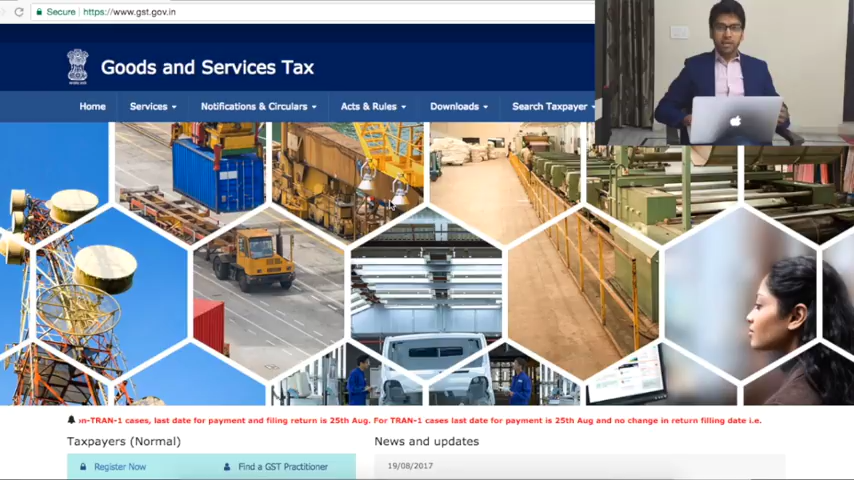 Secure https://www.gst.gov.in
Goods and Services Tax
Home Services Notifications & Circulars Acts & Rules Downloads Search Taxpayer
n-TRAN-1 cases, last date for payment and filing return is 25th Aug. For TRAN-1 cases last date for payment is 25th Aug and no change in return filling date i.e.
Taxpayers (Normal) News and updates
Register Now Find a GST Practitioner 19/08/2017